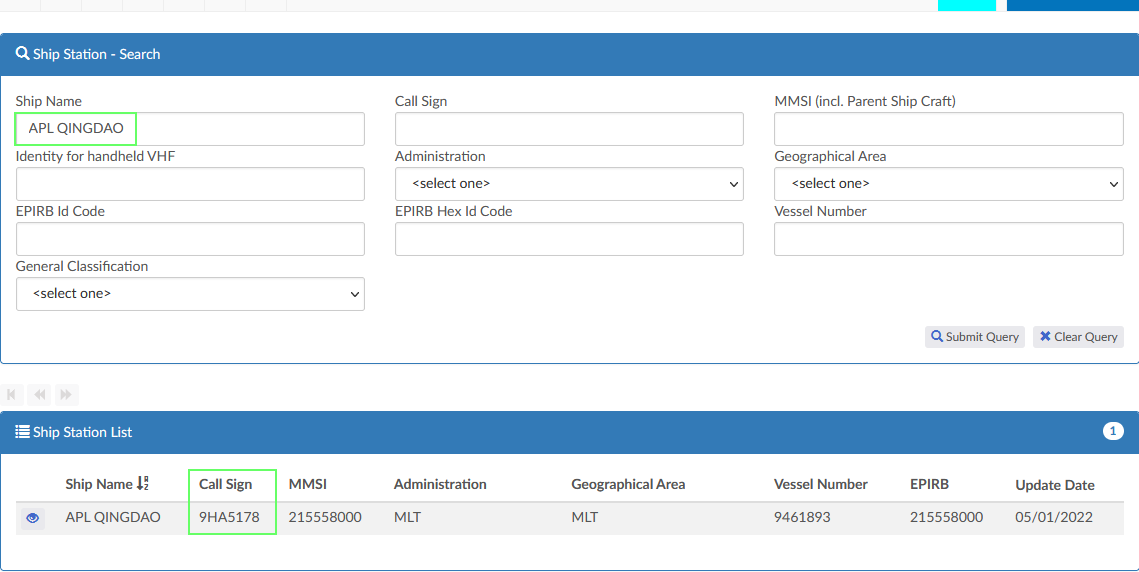 Ship Station - Search
Ship Name Call Sign MMSI (incl. Parent Ship Craft)
APL QINGDAO
Identity for handheld VHF Administration Geographical Area
<select one> <select one>
EPIRB Id Code EPIRB Hex Id Code Vessel Number
General Classification
<select one>
Submit Query Clear Query
Ship Station List 1
Ship Name Call Sign MMSI Administration Geographical Area Vessel Number EPIRB Update Date
APL QINGDAO 9HA5178 215558000 MLT MLT 9461893 215558000 05/01/2022